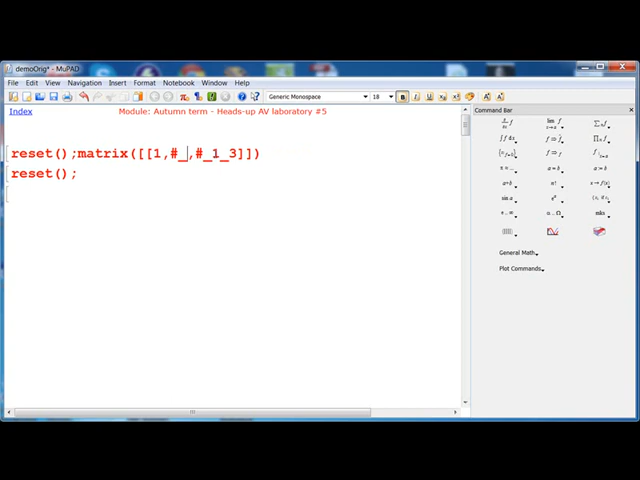 demoOrig* - MuPAD
File Edit View Navigation Insert Format Notebook Window Help
Generic Monospace 18 B I U
Index Module: Autumn term - Heads-up AV laboratory #5
Command Bar
reset();matrix([[1,#_,#_1_3]])
reset();
General Math
Plot Commands